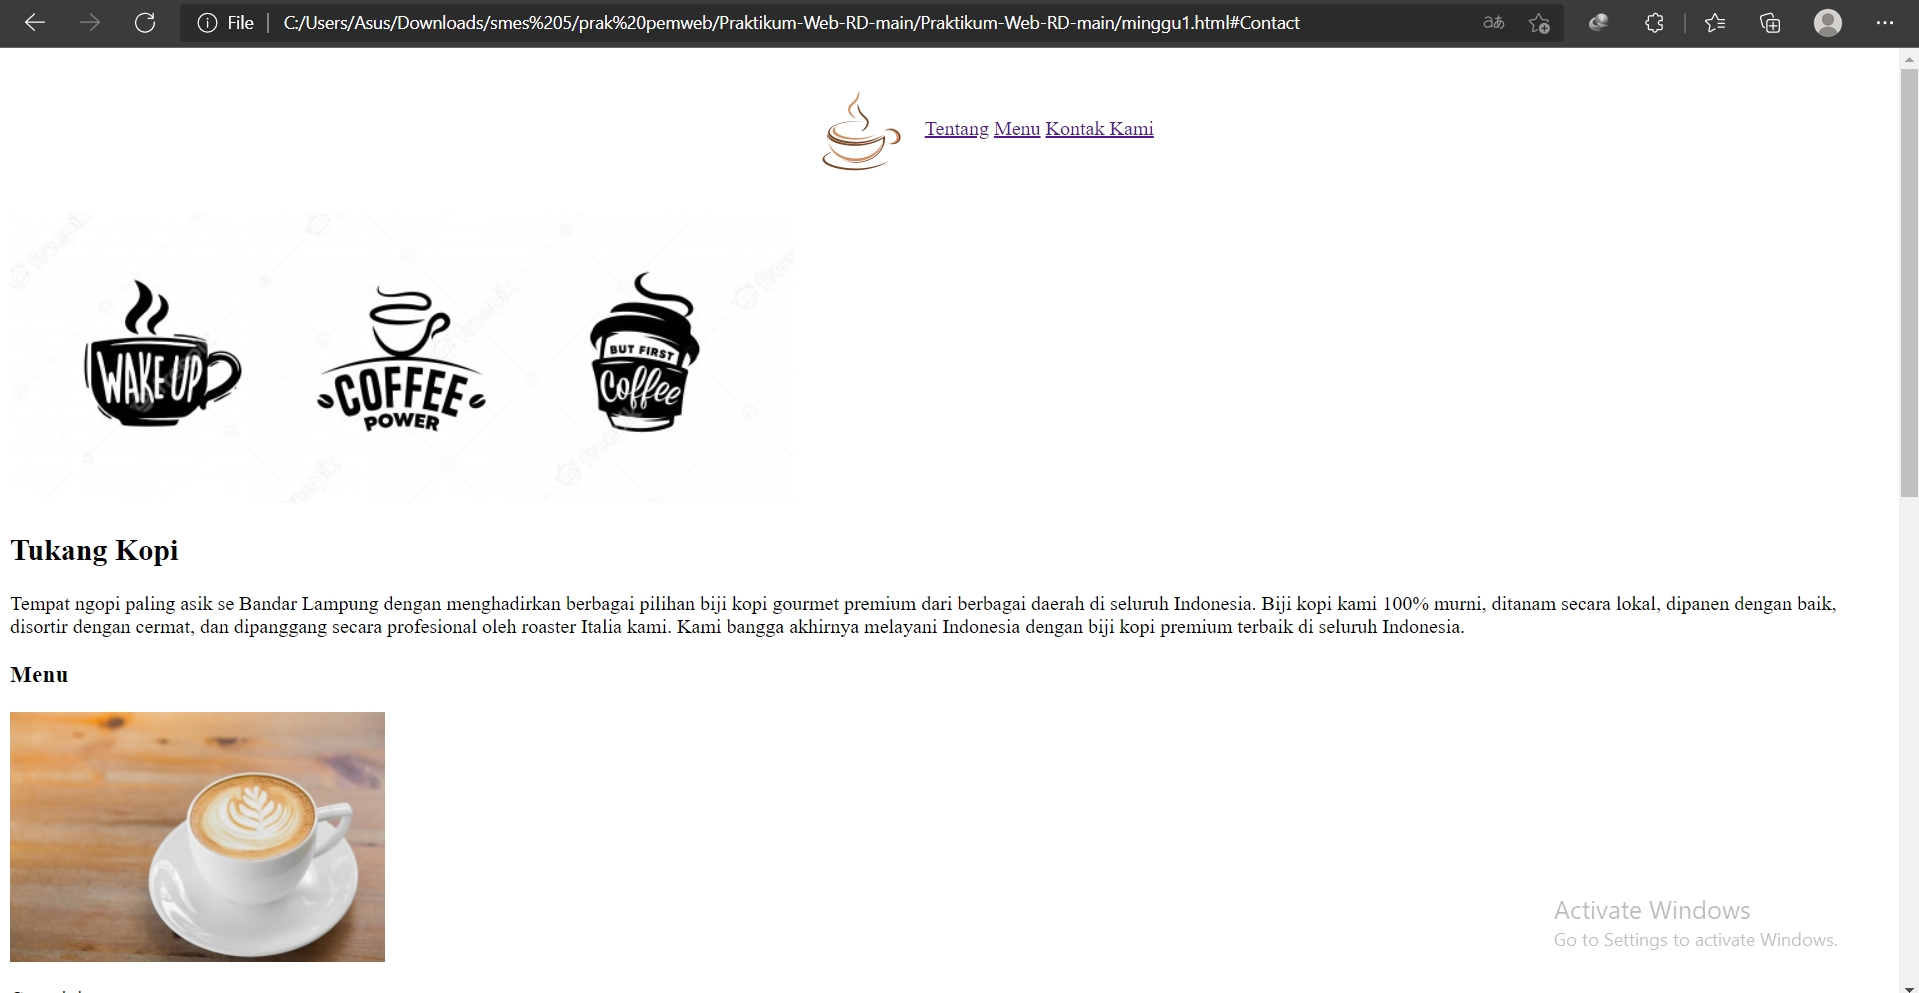 File
C:/Users/Asus/Downloads/smes%205/prak%20pemweb/Praktikum-Web-RD-main/Praktikum-Web-RD-main/minggu1.html#Contact
Tentang Menu Kontak Kami
freepik
WAKE UP
COFFEE
POWER
BUT FIRST
Coffee
Tukang Kopi
Tempat ngopi paling asik se Bandar Lampung dengan menghadirkan berbagai pilihan biji kopi gourmet premium dari berbagai daerah di seluruh Indonesia. Biji kopi kami 100% murni, ditanam secara lokal, dipanen dengan baik,
disortir dengan cermat, dan dipanggang secara profesional oleh roaster Italia kami. Kami bangga akhirnya melayani Indonesia dengan biji kopi premium terbaik di seluruh Indonesia.
Menu
Activate Windows
Go to Settings to activate Windows.